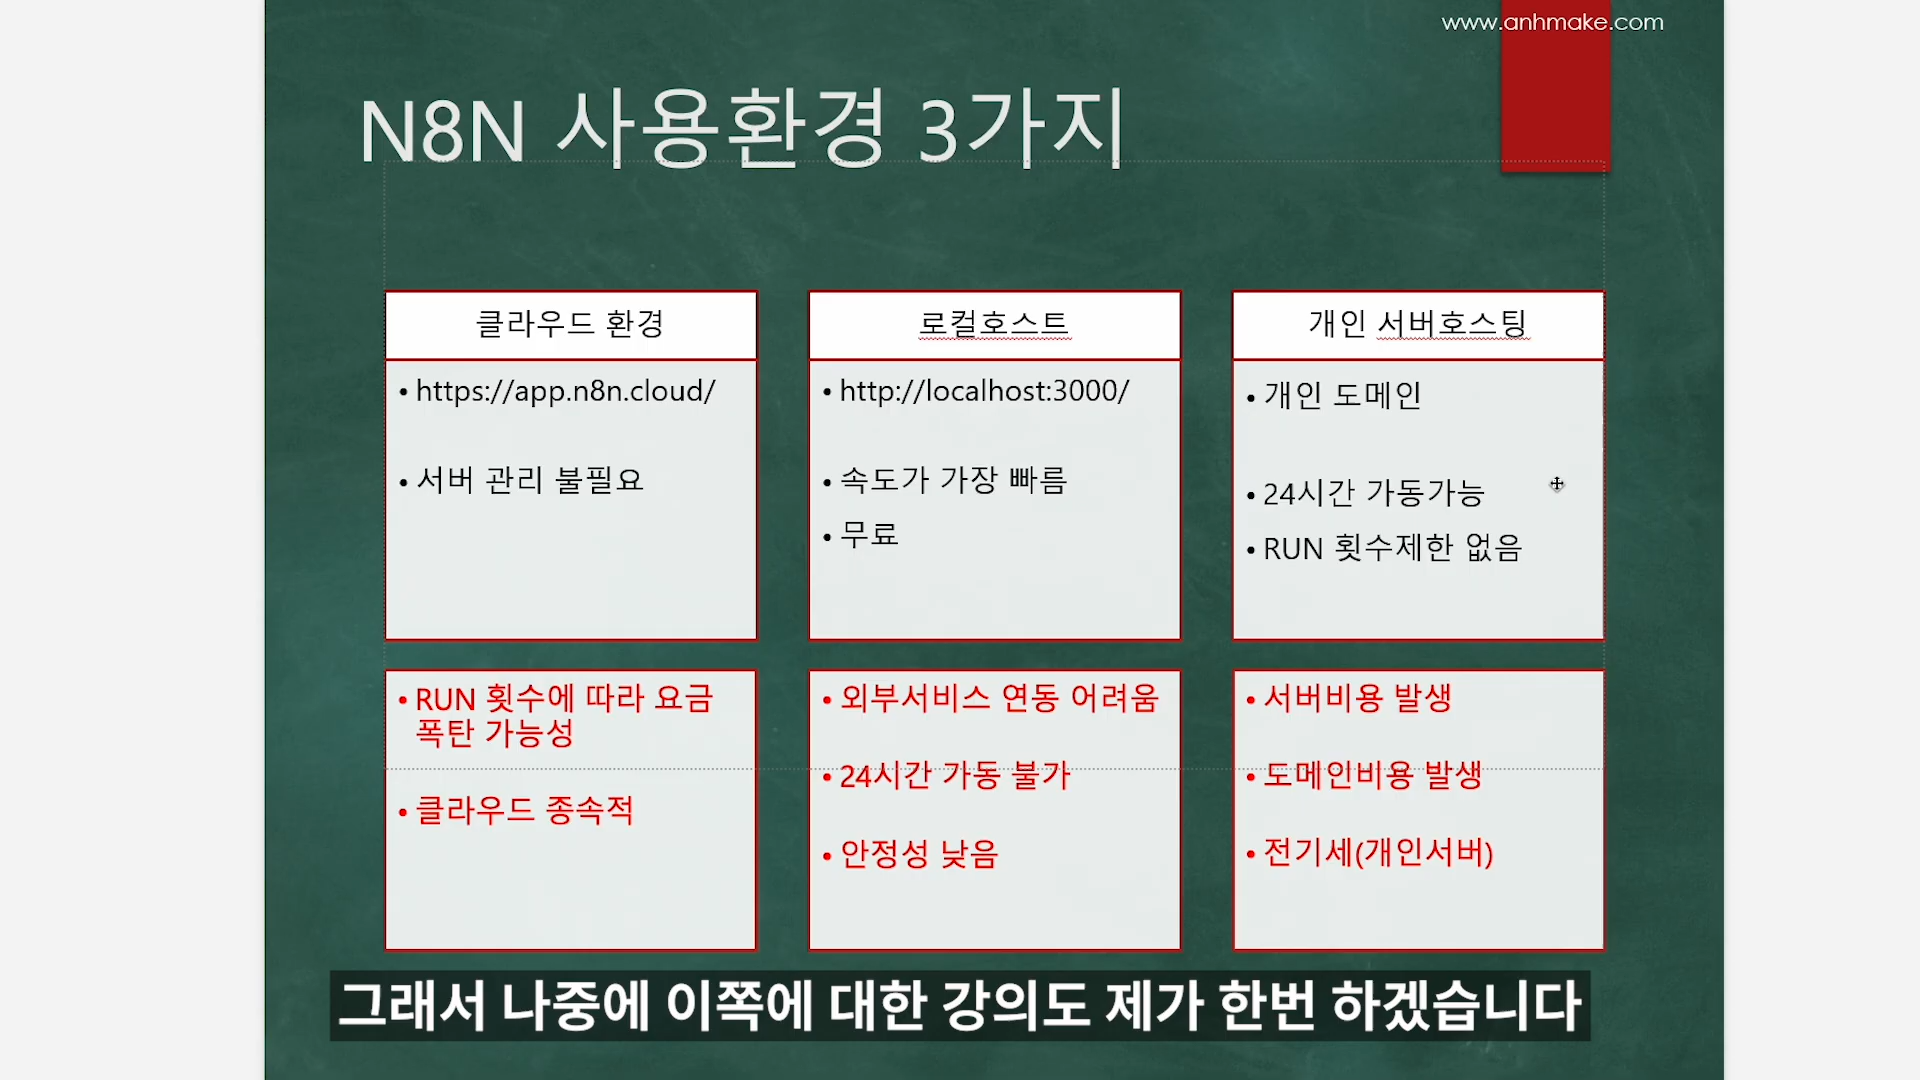 www.anhmake.com
N8N 사용환경 3가지
클라우드 환경
• https://app.n8n.cloud/
• 서버 관리 불필요
• RUN 횟수에 따라 요금
폭탄 가능성
• 클라우드 종속적
로컬호스트
• http://localhost:3000/
• 속도가 가장 빠름
• 무료
• 외부서비스 연동 어려움
• 24시간 가동 불가
• 안정성 낮음
개인 서버호스팅
• 개인 도메인
• 24시간 가동가능
• RUN 횟수제한 없음
• 서버비용 발생
• 도메인비용 발생
• 전기세(개인서버)
그래서 나중에 이쪽에 대한 강의도 제가 한번 하겠습니다